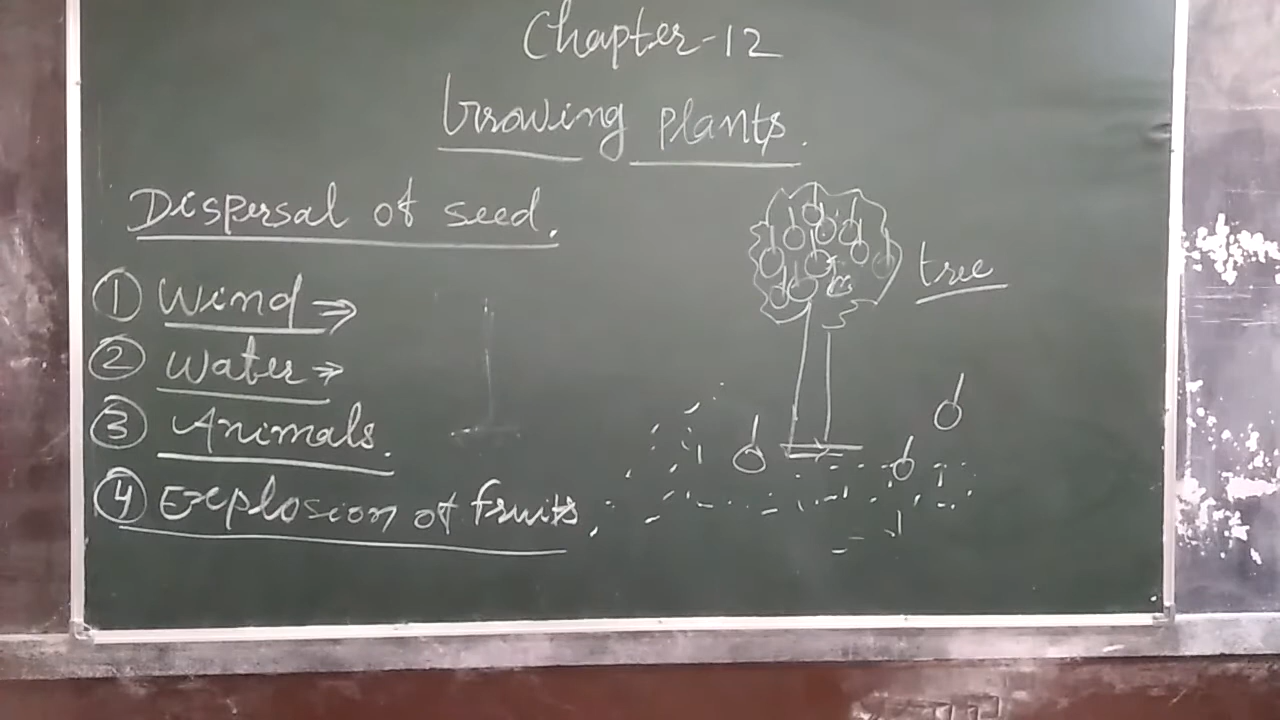 Chapter-12
Growing plants.
Dispersal of seed.
① Wind ⇒
② Water ⇒
③ Animals.
④ Explosion of fruits.
tree